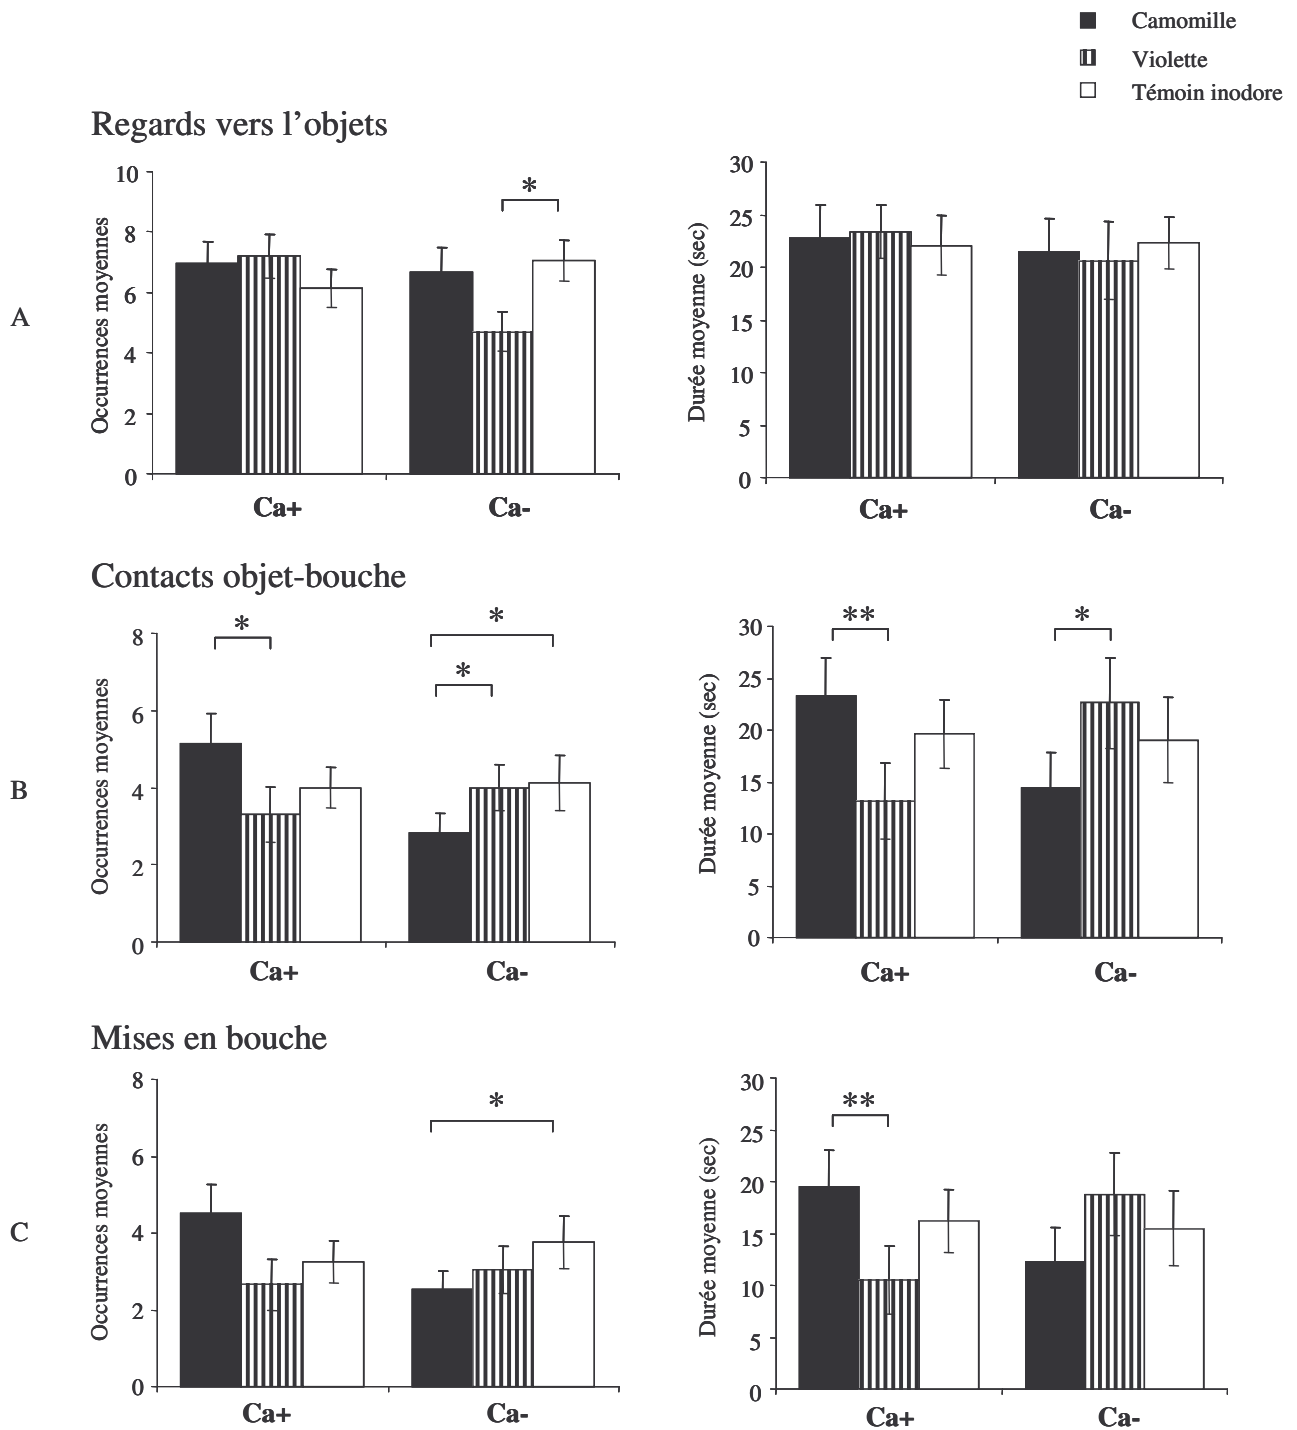 Camomille
Violette
Témoin inodore
Regards vers l'objets
A
Occurrences moyennes
10
8
6
4
2
0
*
Ca+ Ca-
Durée moyenne (sec)
30
25
20
15
10
5
0
Ca+ Ca-
Contacts objet-bouche
B
Occurrences moyennes
8
6
4
2
0
*
*
*
Ca+ Ca-
Durée moyenne (sec)
30
25
20
15
10
5
0
** *
Ca+ Ca-
Mises en bouche
C
Occurrences moyennes
8
6
4
2
0
*
Ca+ Ca-
Durée moyenne (sec)
30
25
20
15
10
5
0
**
Ca+ Ca-